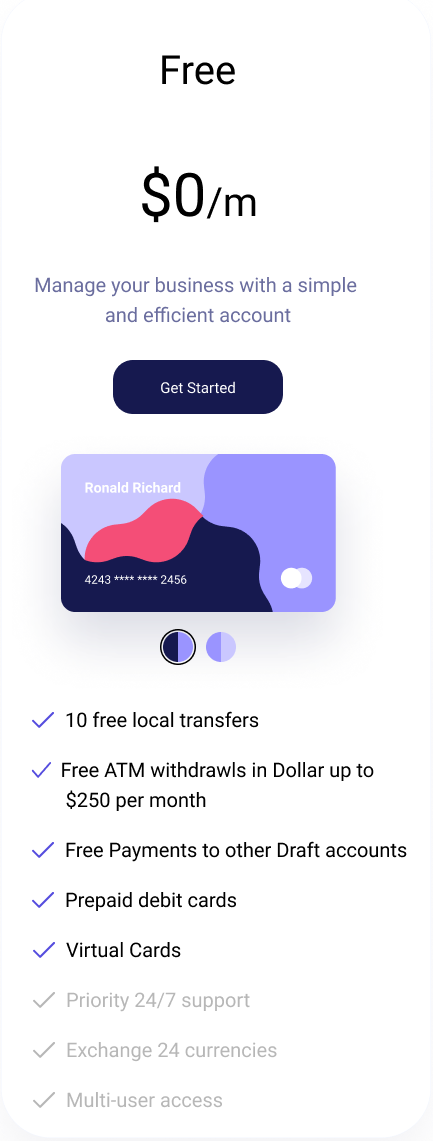 Free
$0/m
Manage your business with a simple
and efficient account
Get Started
Ronald Richard
4243 **** **** 2456
10 free local transfers
Free ATM withdrawls in Dollar up to
$250 per month
Free Payments to other Draft accounts
Prepaid debit cards
Virtual Cards
Priority 24/7 support
Exchange 24 currencies
Multi-user access